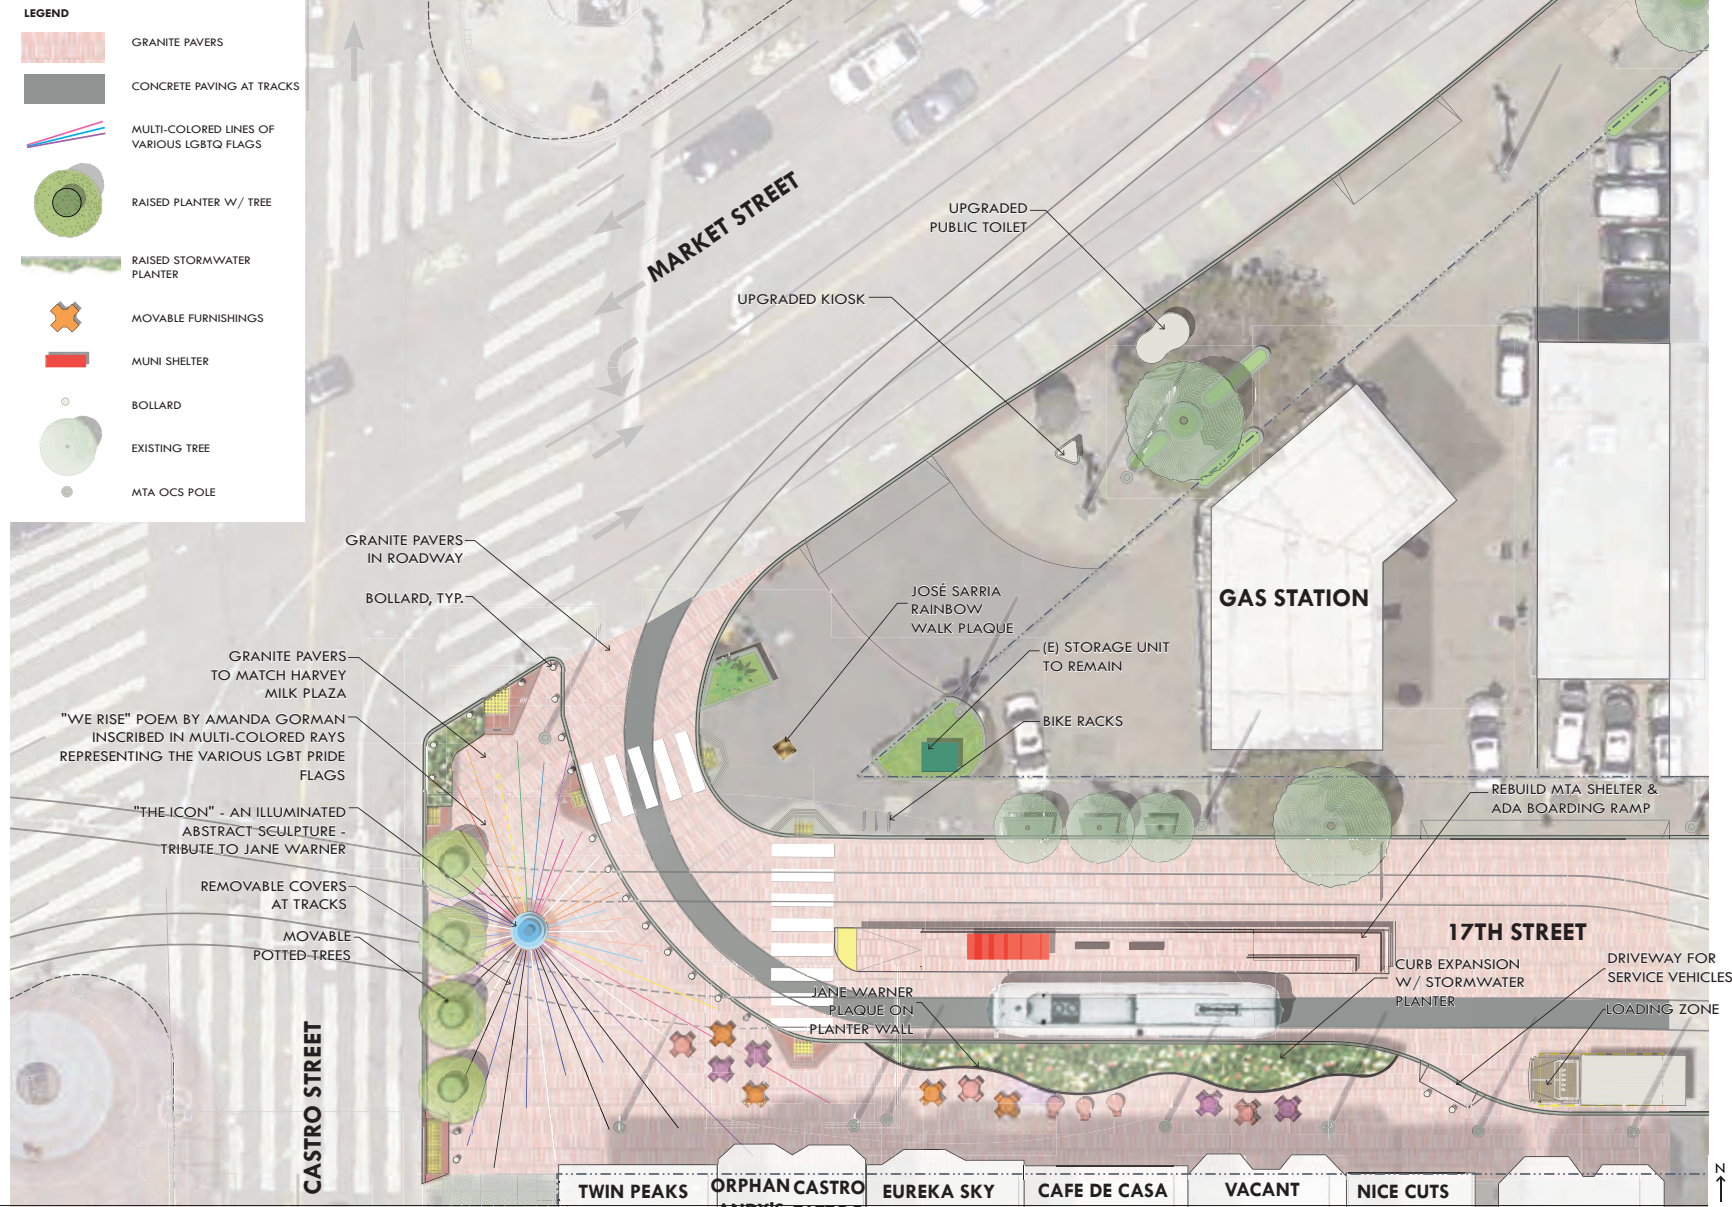 LEGEND
GRANITE PAVERS
CONCRETE PAVING AT TRACKS
MULTI-COLORED LINES OF
VARIOUS LGBTQ FLAGS
RAISED PLANTER W/ TREE
RAISED STORMWATER
PLANTER
MOVABLE FURNISHINGS
MUNI SHELTER
BOLLARD
EXISTING TREE
MTA OCS POLE
MARKET STREET
UPGRADED
PUBLIC TOILET
UPGRADED KIOSK
GRANITE PAVERS
IN ROADWAY
BOLLARD, TYP.
GRANITE PAVERS
TO MATCH HARVEY
MILK PLAZA
"WE RISE" POEM BY AMANDA GORMAN
INSCRIBED IN MULTI-COLORED RAYS
REPRESENTING THE VARIOUS LGBT PRIDE
FLAGS
"THE ICON" - AN ILLUMINATED
ABSTRACT SCULPTURE -
TRIBUTE TO JANE WARNER
REMOVABLE COVERS
AT TRACKS
MOVABLE
POTTED TREES
CASTRO STREET
JOSÉ SARRIA
RAINBOW
WALK PLAQUE
(E) STORAGE UNIT
TO REMAIN
BIKE RACKS
GAS STATION
REBUILD MTA SHELTER &
ADA BOARDING RAMP
17TH STREET
JANE WARNER
PLAQUE ON
PLANTER WALL
CURB EXPANSION
W/ STORMWATER
PLANTER
DRIVEWAY FOR
SERVICE VEHICLES
LOADING ZONE
TWIN PEAKS
ORPHAN
CASTRO
EUREKA SKY
CAFE DE CASA
VACANT
NICE CUTS
N